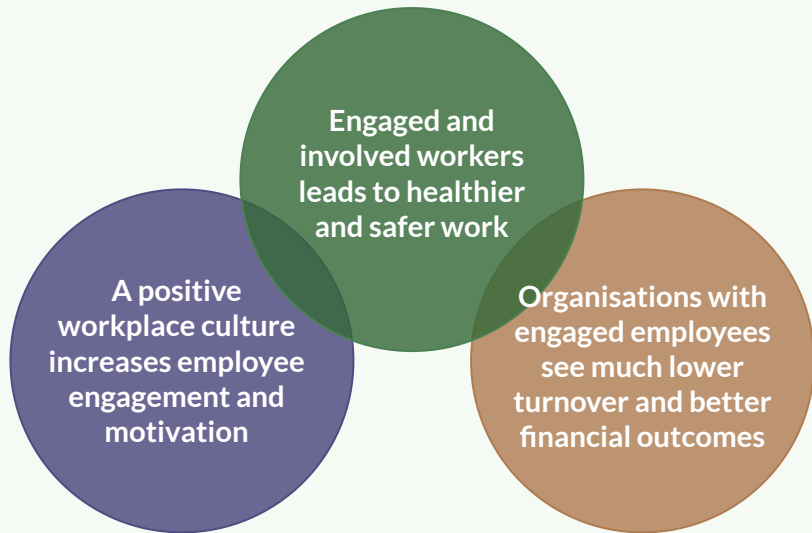 Engaged and
involved workers
leads to healthier
and safer work
A positive
workplace culture
increases employee
engagement and
motivation
Organisations with
engaged employees
see much lower
turnover and better
financial outcomes